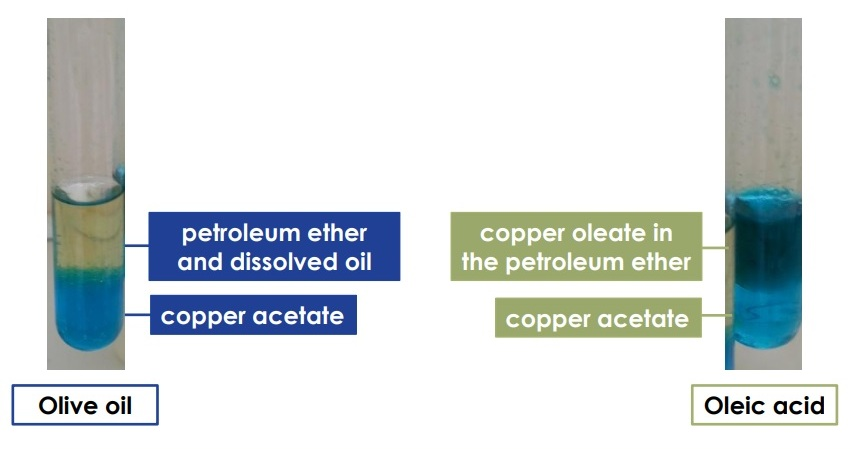 petroleum ether
and dissolved oil
copper acetate
Olive oil
copper oleate in
the petroleum ether
copper acetate
Oleic acid